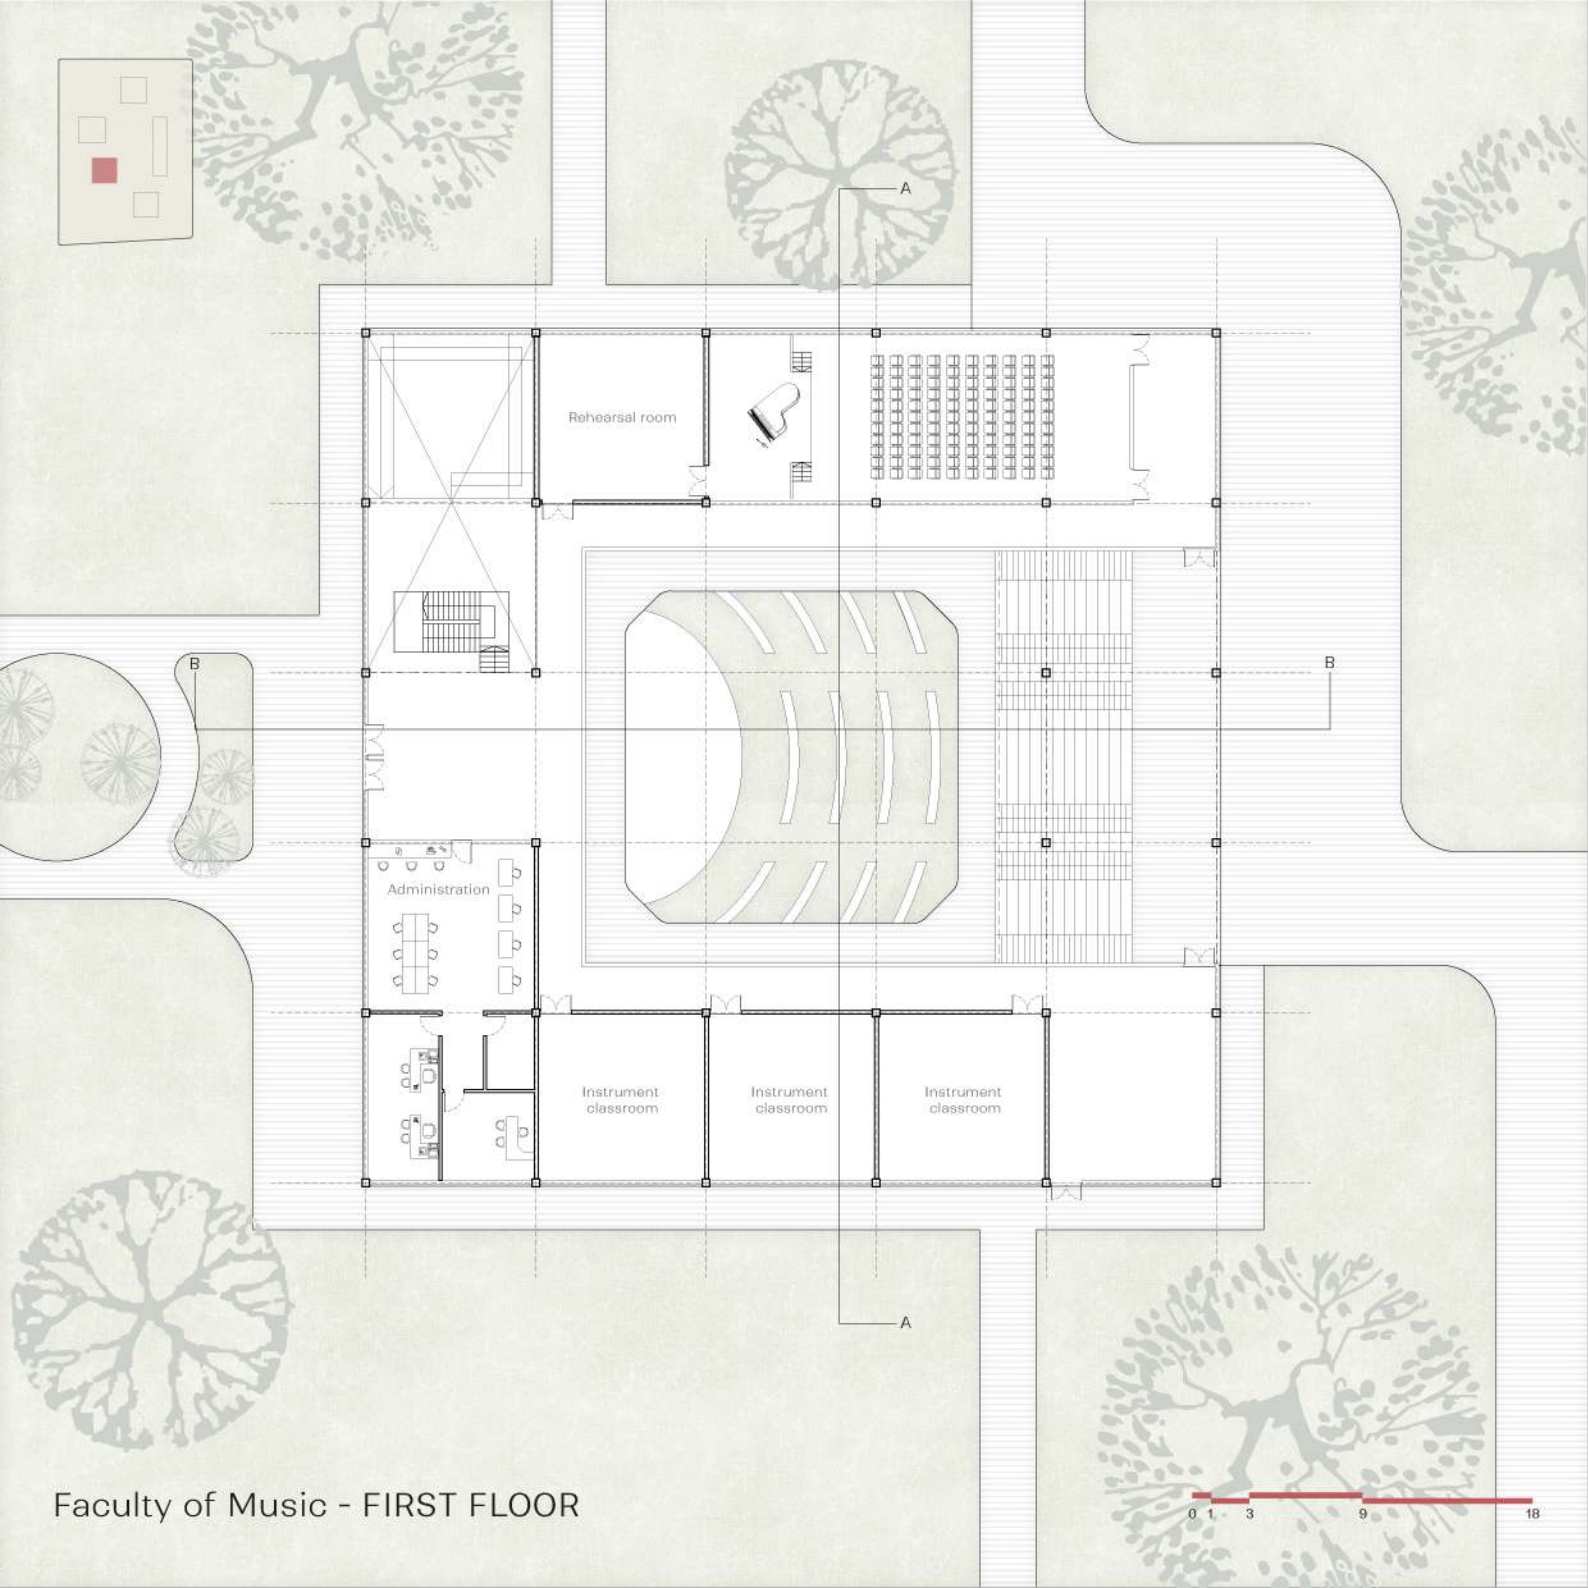 A
Rehearsal room
B
B
Administration
Instrument
classroom
Instrument
classroom
Instrument
classroom
A
Faculty of Music - FIRST FLOOR
0 1 3 9 18